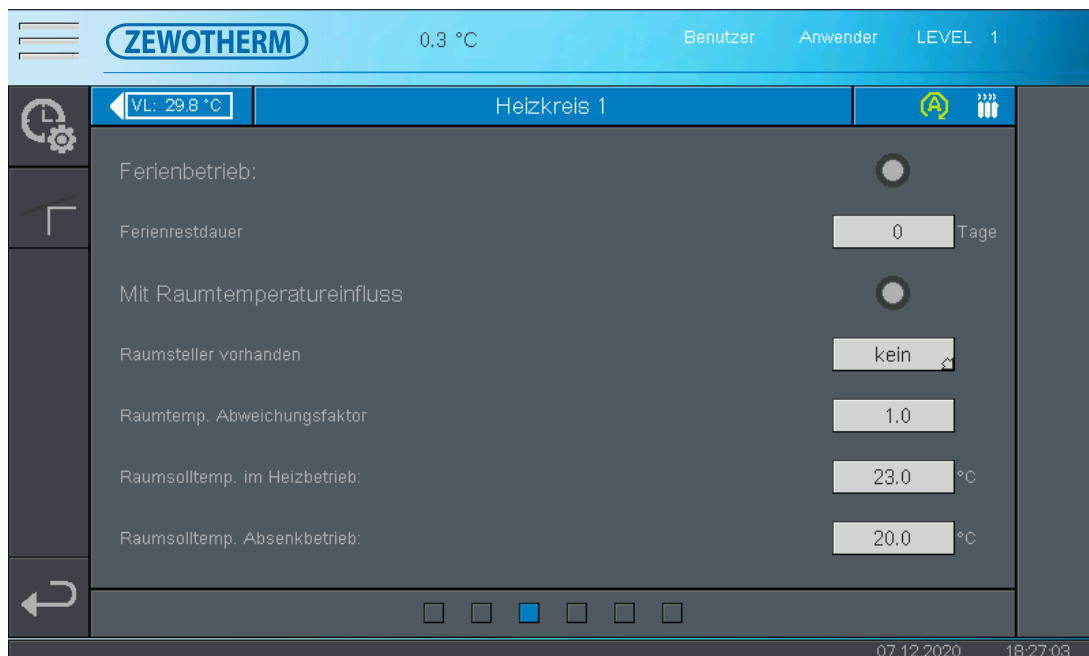 ZEWOTHERM 0.3 °C Benutzer Anwender LEVEL 1
VL: 29.8 °C Heizkreis 1 A
Ferienbetrieb:
Ferienrestdauer 0 Tage
Mit Raumtemperatureinfluss
Raumsteller vorhanden kein
Raumtemp. Abweichungsfaktor 1.0
Raumsolltemp. im Heizbetrieb: 23.0 °C
Raumsolltemp. Absenkbetrieb: 20.0 °C
07.12.2020 18:27:03